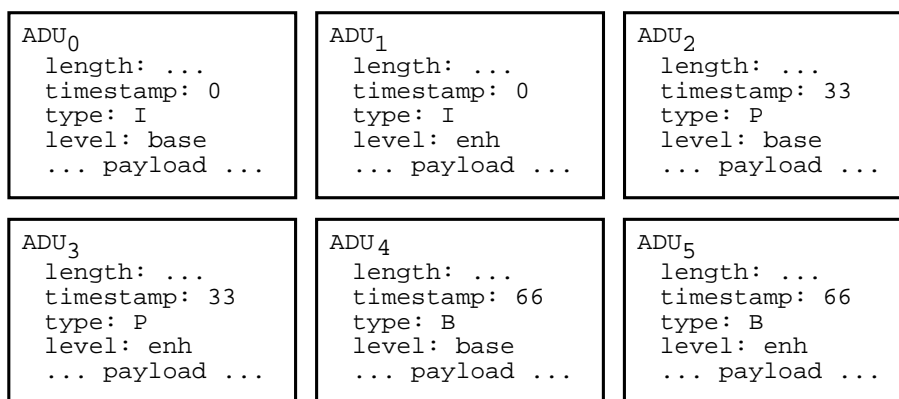 ADU0
length: ...
timestamp: 0
type: I
level: base
... payload ...
ADU1
length: ...
timestamp: 0
type: I
level: enh
... payload ...
ADU2
length: ...
timestamp: 33
type: P
level: base
... payload ...
ADU3
length: ...
timestamp: 33
type: P
level: enh
... payload ...
ADU4
length: ...
timestamp: 66
type: B
level: base
... payload ...
ADU5
length: ...
timestamp: 66
type: B
level: enh
... payload ...